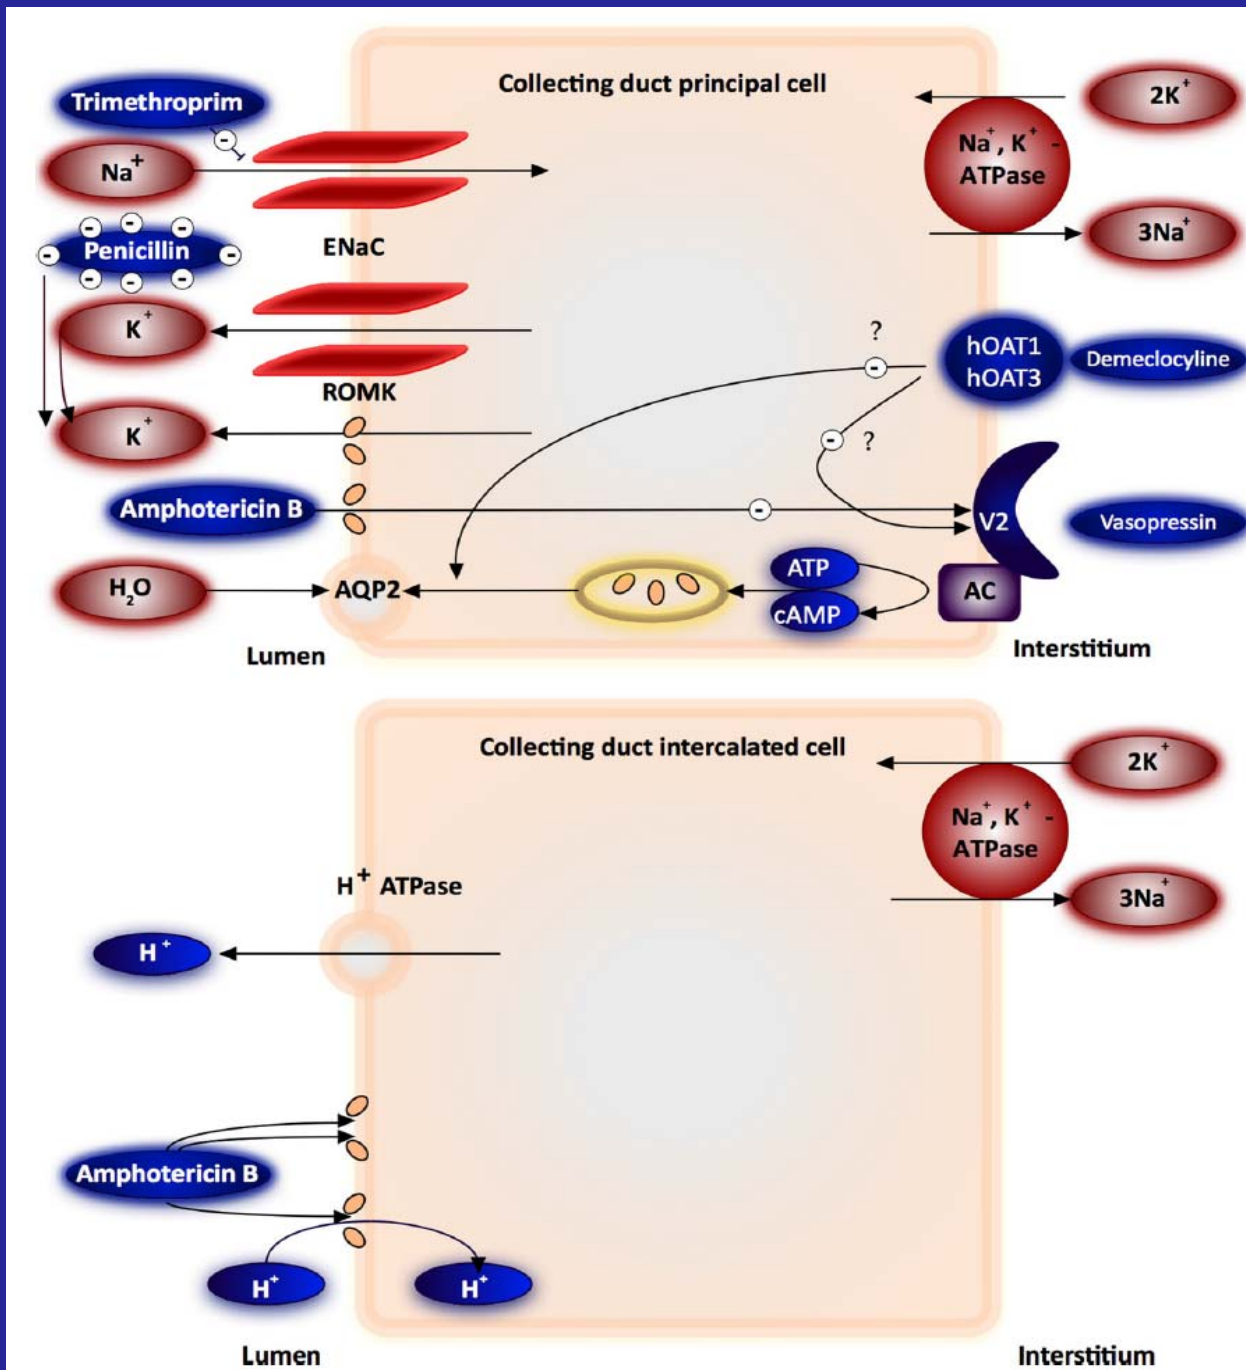 Collecting duct principal cell
Trimethroprim
-
Na+
2K+
Na+, K+ -
ATPase
3Na+
Penicillin
- - - - - - - -
ENaC
K+
?
-
hOAT1
hOAT3
Demeclocyline
ROMK
K+
-
?
Amphotericin B
-
V2
Vasopressin
H2O
AQP2
ATP
cAMP
AC
Lumen
Interstitium
Collecting duct intercalated cell
2K+
Na+, K+ -
ATPase
3Na+
H+ ATPase
H+
Amphotericin B
H+
H+
Lumen
Interstitium